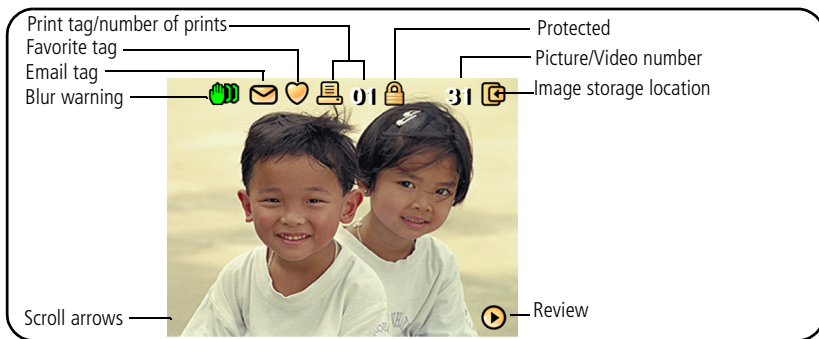 Print tag/number of prints
Favorite tag
Email tag
Blur warning
Protected
Picture/Video number
Image storage location
01
31
Scroll arrows
Review